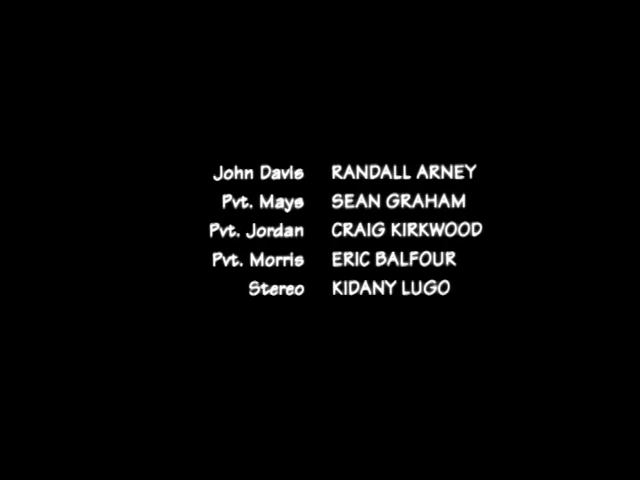 John Davis RANDALL ARNEY
Pvt. Mays SEAN GRAHAM
Pvt. Jordan CRAIG KIRKWOOD
Pvt. Morris ERIC BALFOUR
Stereo KIDANY LUGO